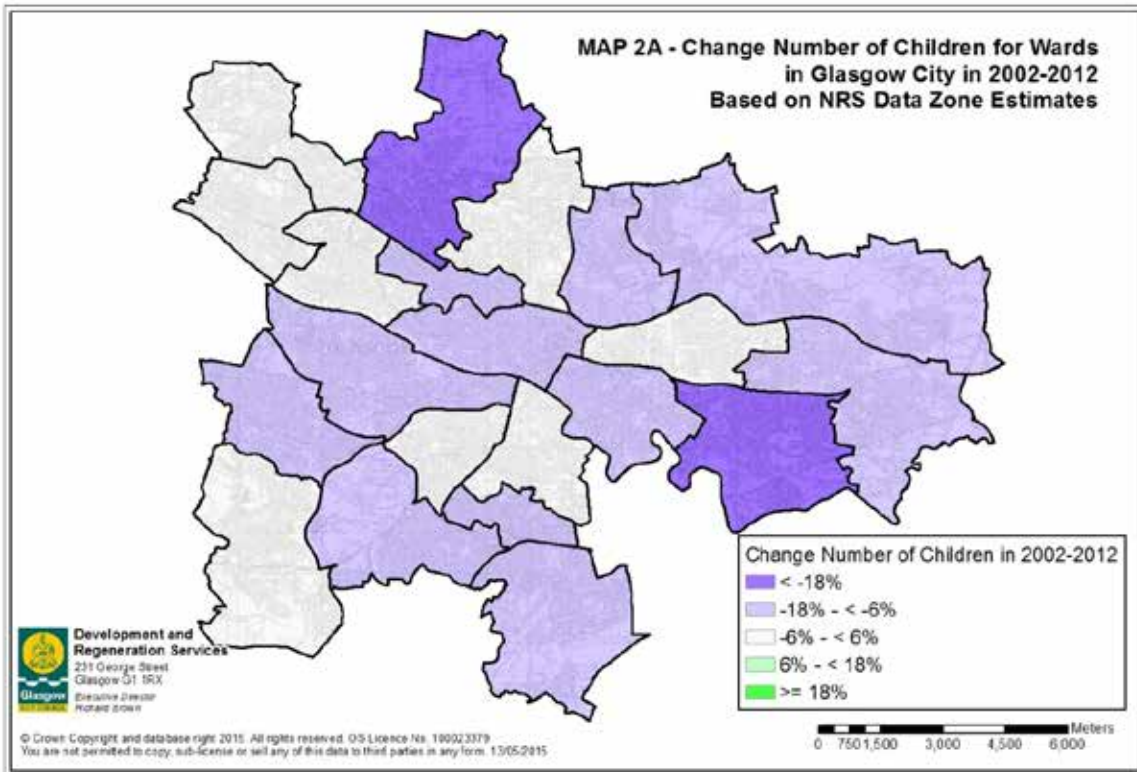 MAP 2A - Change Number of Children for Wards
in Glasgow City in 2002-2012
Based on NRS Data Zone Estimates
Change Number of Children in 2002-2012
< -18%
-18% - < -6%
-6% - < 6%
6% - < 18%
>= 18%
Development and
Regeneration Services
231 George Street
Glasgow G1 1RX
Executive Director
Richard Brown
Glasgow
CITY COUNCIL
© Crown Copyright and database right 2015. All rights reserved. OS Licence No. 100023379
You are not permitted to copy, sub-license or sell any of this data to third parties in any form. 13/05/2015
Meters
0 750 1,500 3,000 4,500 6,000